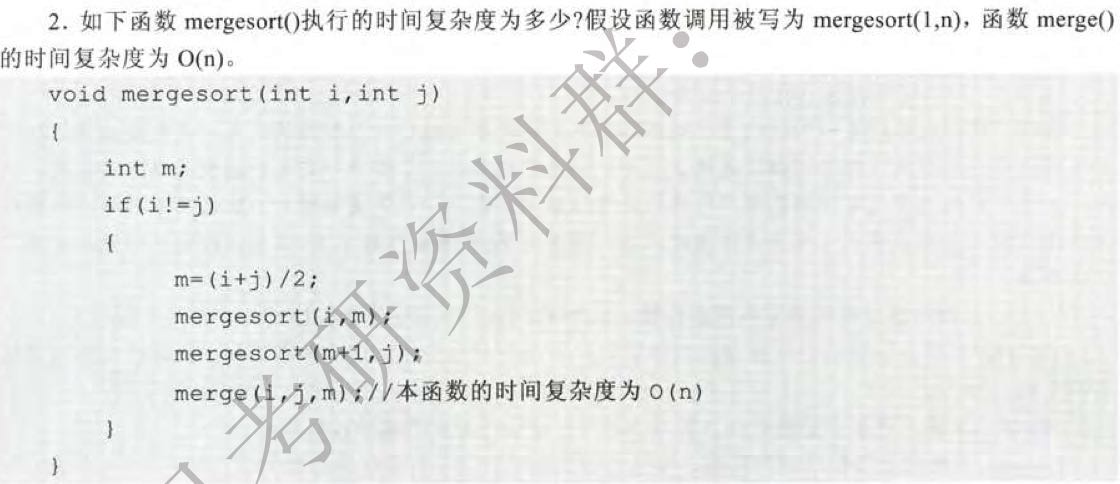 2. 如下函数 mergesort()执行的时间复杂度为多少?假设函数调用被写为 mergesort(1,n)，函数 merge()
的时间复杂度为 O(n)。
void mergesort(int i,int j)
{
int m;
if(i!=j)
{
m=(i+j)/2;
mergesort(i,m);
mergesort(m+1,j);
merge(i,j,m);//本函数的时间复杂度为 O(n)
}
}
考研资料群：